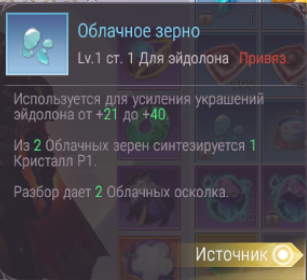 Облачное зерно
Lv.1 ст. 1 Для эйдолона Привяз.
Используется для усиления украшений
эйдолона от +21 до +40.
Из 2 Облачных зерен синтезируется 1
Кристалл P1.
Разбор дает 2 Облачных осколка.
Источник